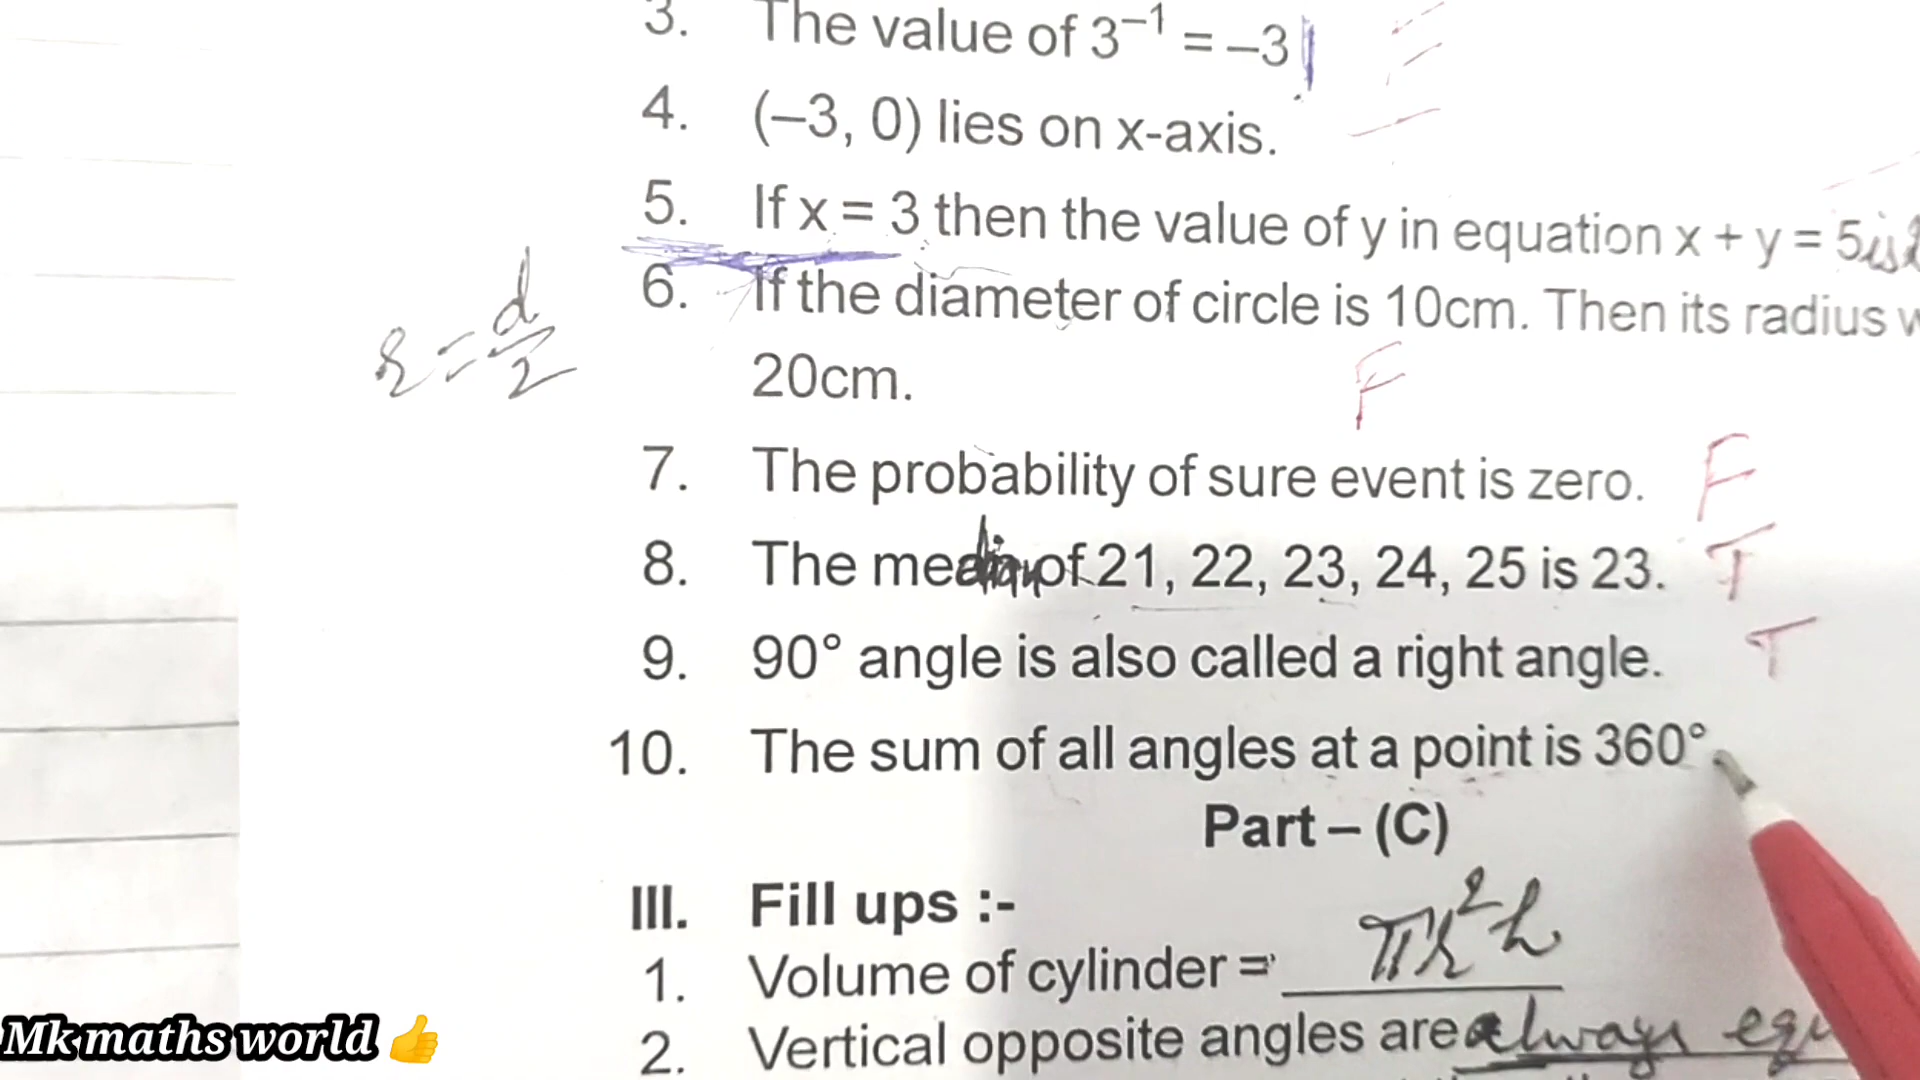 3. The value of 3⁻¹ = –3
4. (–3, 0) lies on x-axis.
5. If x = 3 then the value of y in equation x + y = 5 is 2
6. If the diameter of circle is 10cm. Then its radius
20cm. F
r = d/2
7. The probability of sure event is zero. F
8. The median of 21, 22, 23, 24, 25 is 23. T
9. 90° angle is also called a right angle. T
10. The sum of all angles at a point is 360°
Part – (C)
III. Fill ups :-
1. Volume of cylinder = πr²h
2. Vertical opposite angles are always equ
Mk maths world 👍